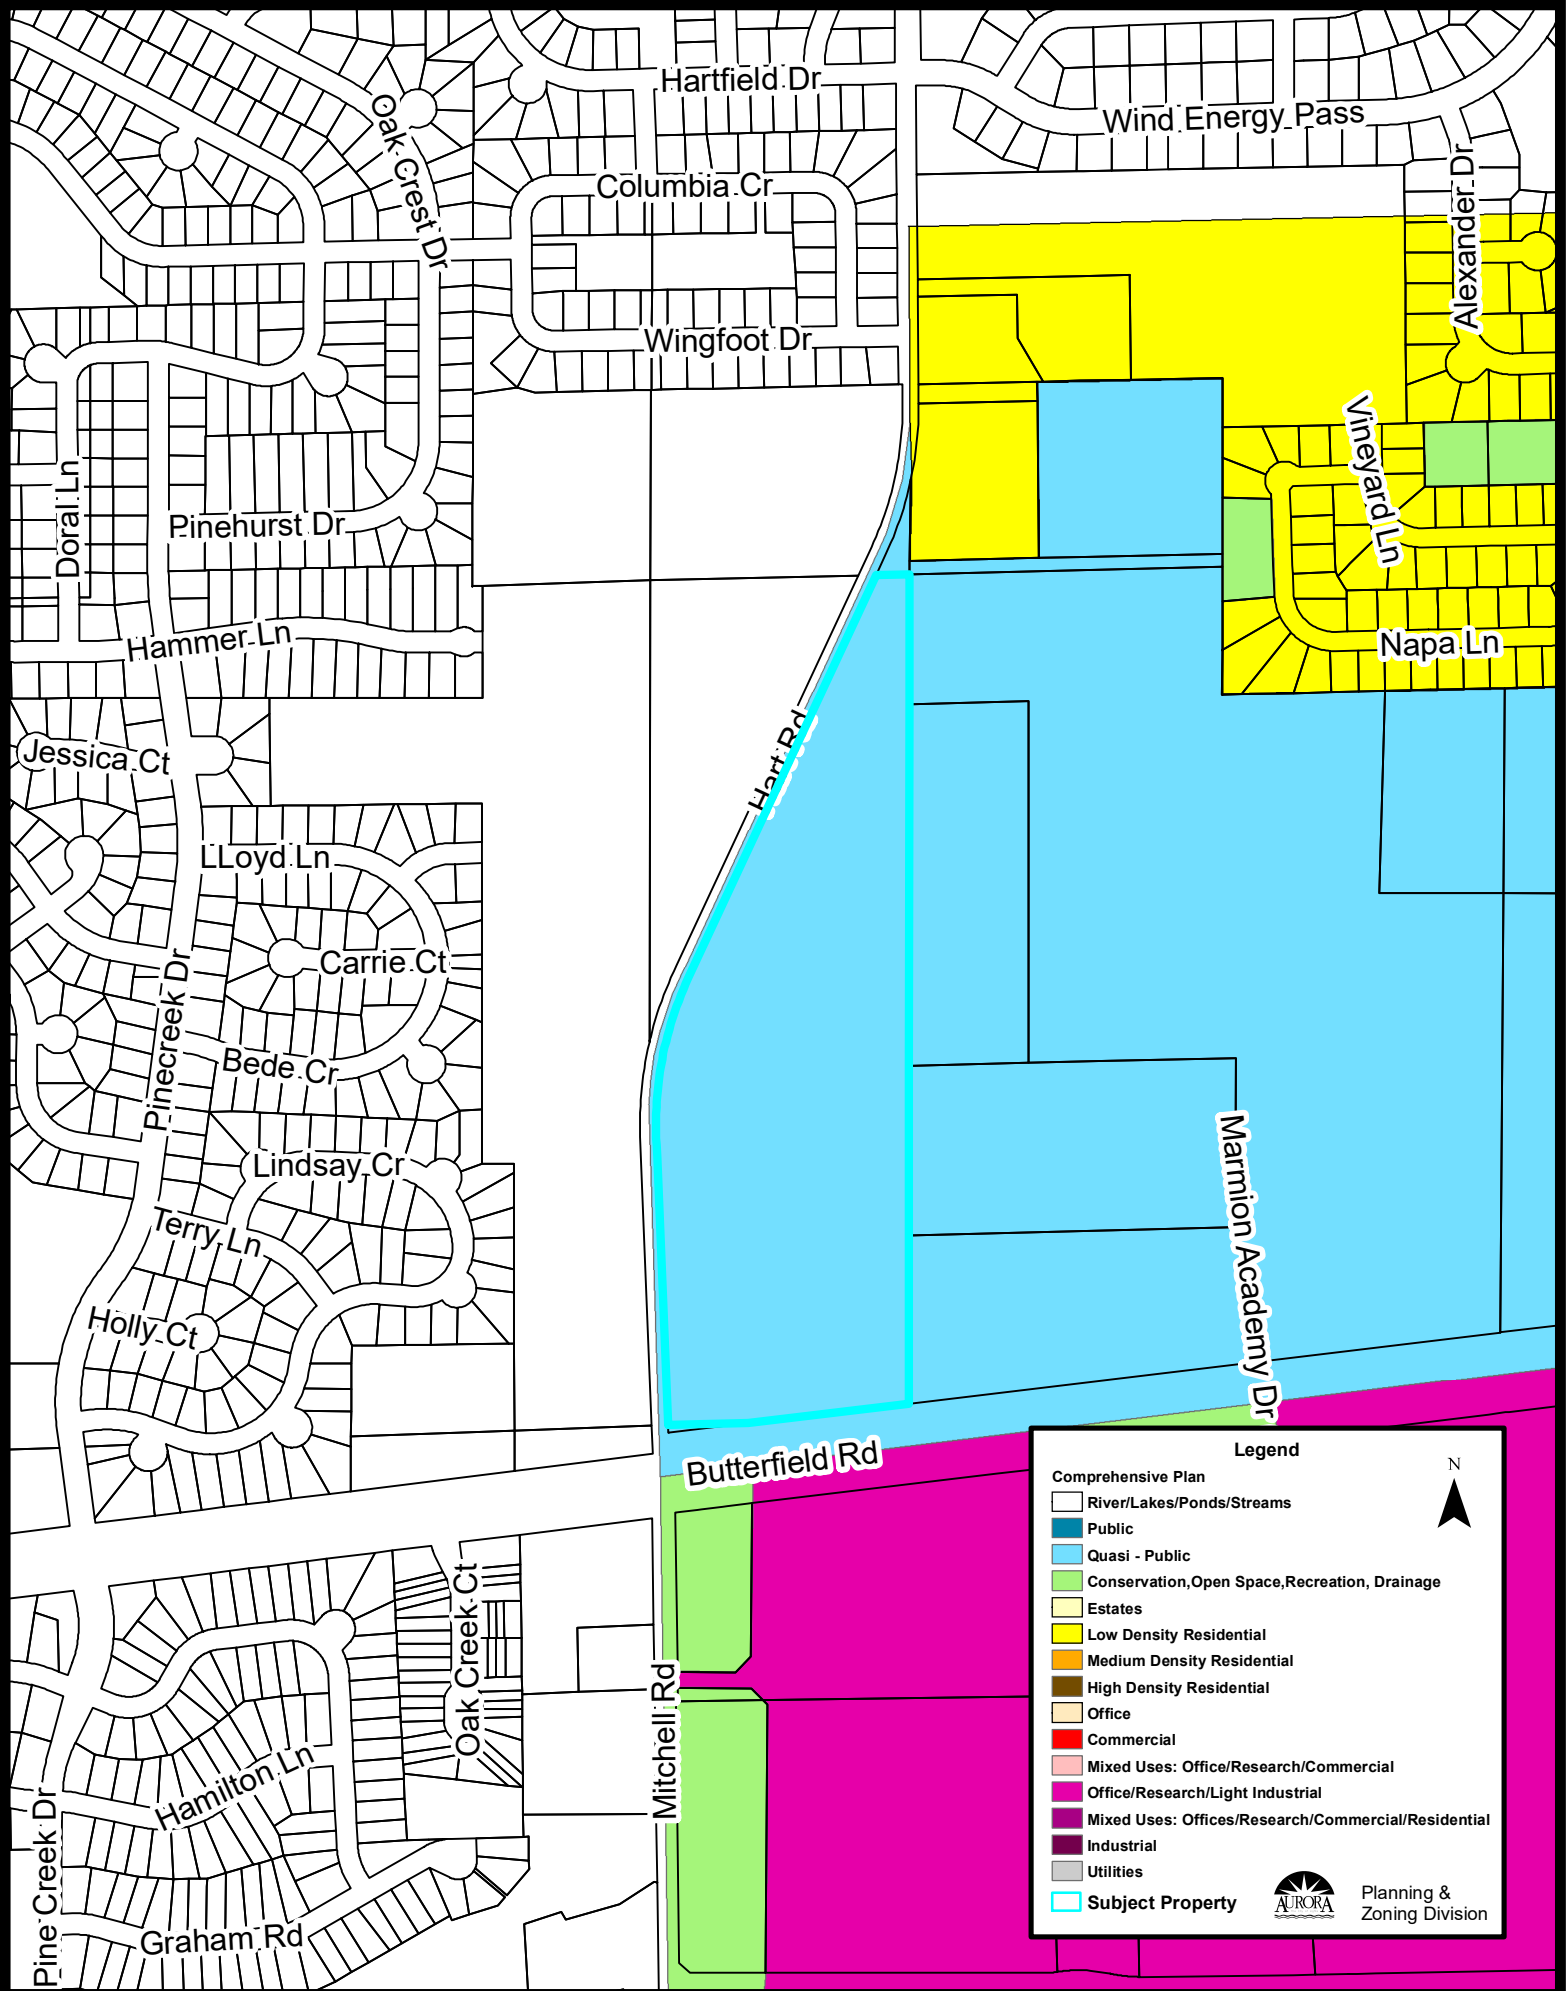 Hartfield Dr
Wind Energy Pass
Oak Crest Dr
Columbia Cr
Alexander Dr
Wingfoot Dr
Vineyard Ln
Doral Ln
Pinehurst Dr
Hammer Ln
Napa Ln
Jessica Ct
Hart Rd
LLoyd Ln
Carrie Ct
Pinecreek Dr
Bede Cr
Lindsay Cr
Marmion Academy Dr
Terry Ln
Holly Ct
Butterfield Rd
Oak Creek Ct
Mitchell Rd
Hamilton Ln
Pine Creek Dr
Graham Rd
Legend
N
Comprehensive Plan
River/Lakes/Ponds/Streams
Public
Quasi - Public
Conservation,Open Space,Recreation, Drainage
Estates
Low Density Residential
Medium Density Residential
High Density Residential
Office
Commercial
Mixed Uses: Office/Research/Commercial
Office/Research/Light Industrial
Mixed Uses: Offices/Research/Commercial/Residential
Industrial
Utilities
Subject Property
AURORA
Planning &
Zoning Division